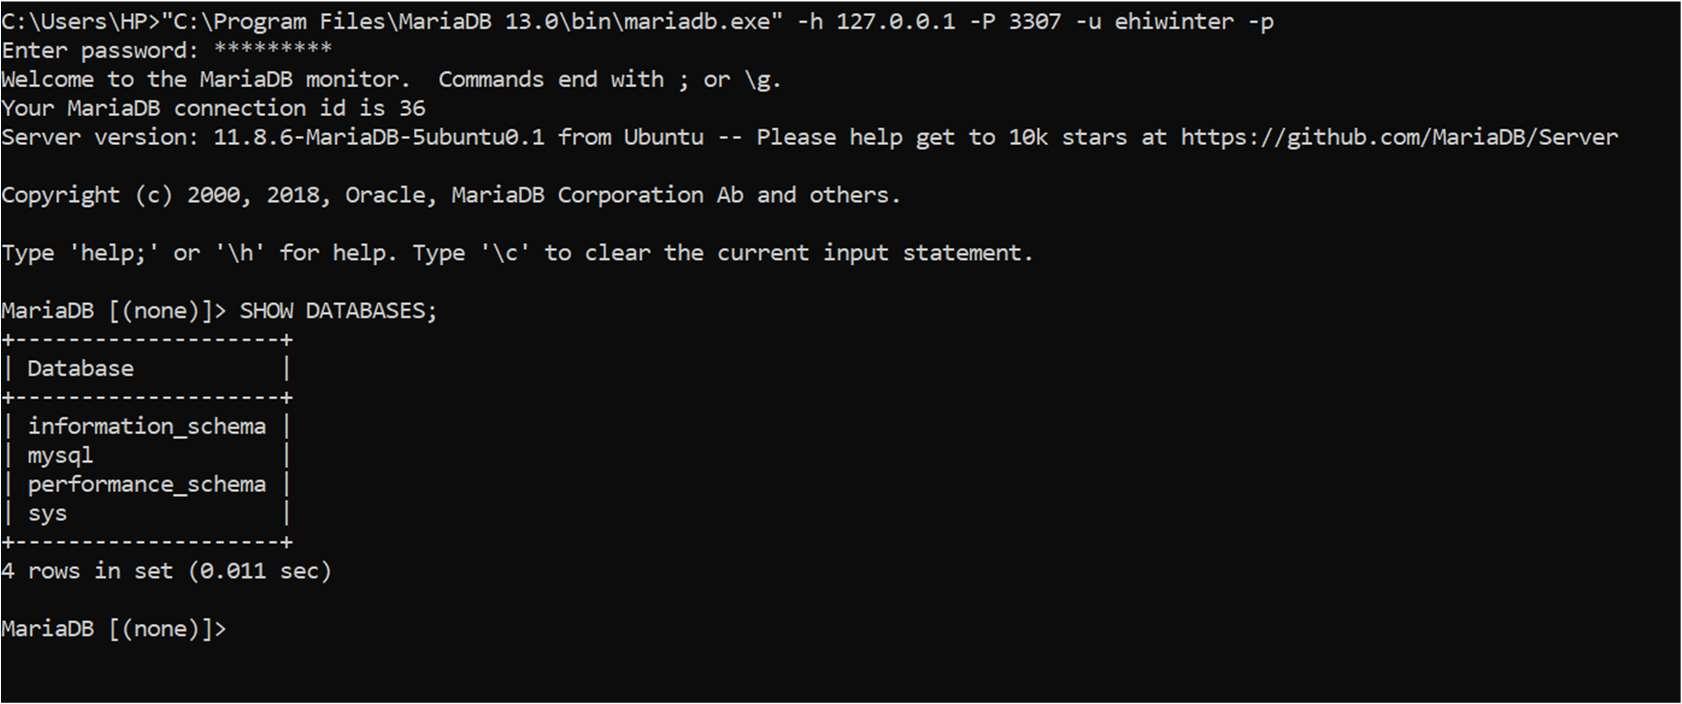 C:\Users\HP>"C:\Program Files\MariaDB 13.0\bin\mariadb.exe" -h 127.0.0.1 -P 3307 -u ehiwinter -p
Enter password: *********
Welcome to the MariaDB monitor.  Commands end with ; or \g.
Your MariaDB connection id is 36
Server version: 11.8.6-MariaDB-5ubuntu0.1 from Ubuntu -- Please help get to 10k stars at https://github.com/MariaDB/Server

Copyright (c) 2000, 2018, Oracle, MariaDB Corporation Ab and others.

Type 'help;' or '\h' for help. Type '\c' to clear the current input statement.

MariaDB [(none)]> SHOW DATABASES;
+--------------------+
| Database           |
+--------------------+
| information_schema |
| mysql              |
| performance_schema |
| sys                |
+--------------------+
4 rows in set (0.011 sec)

MariaDB [(none)]>